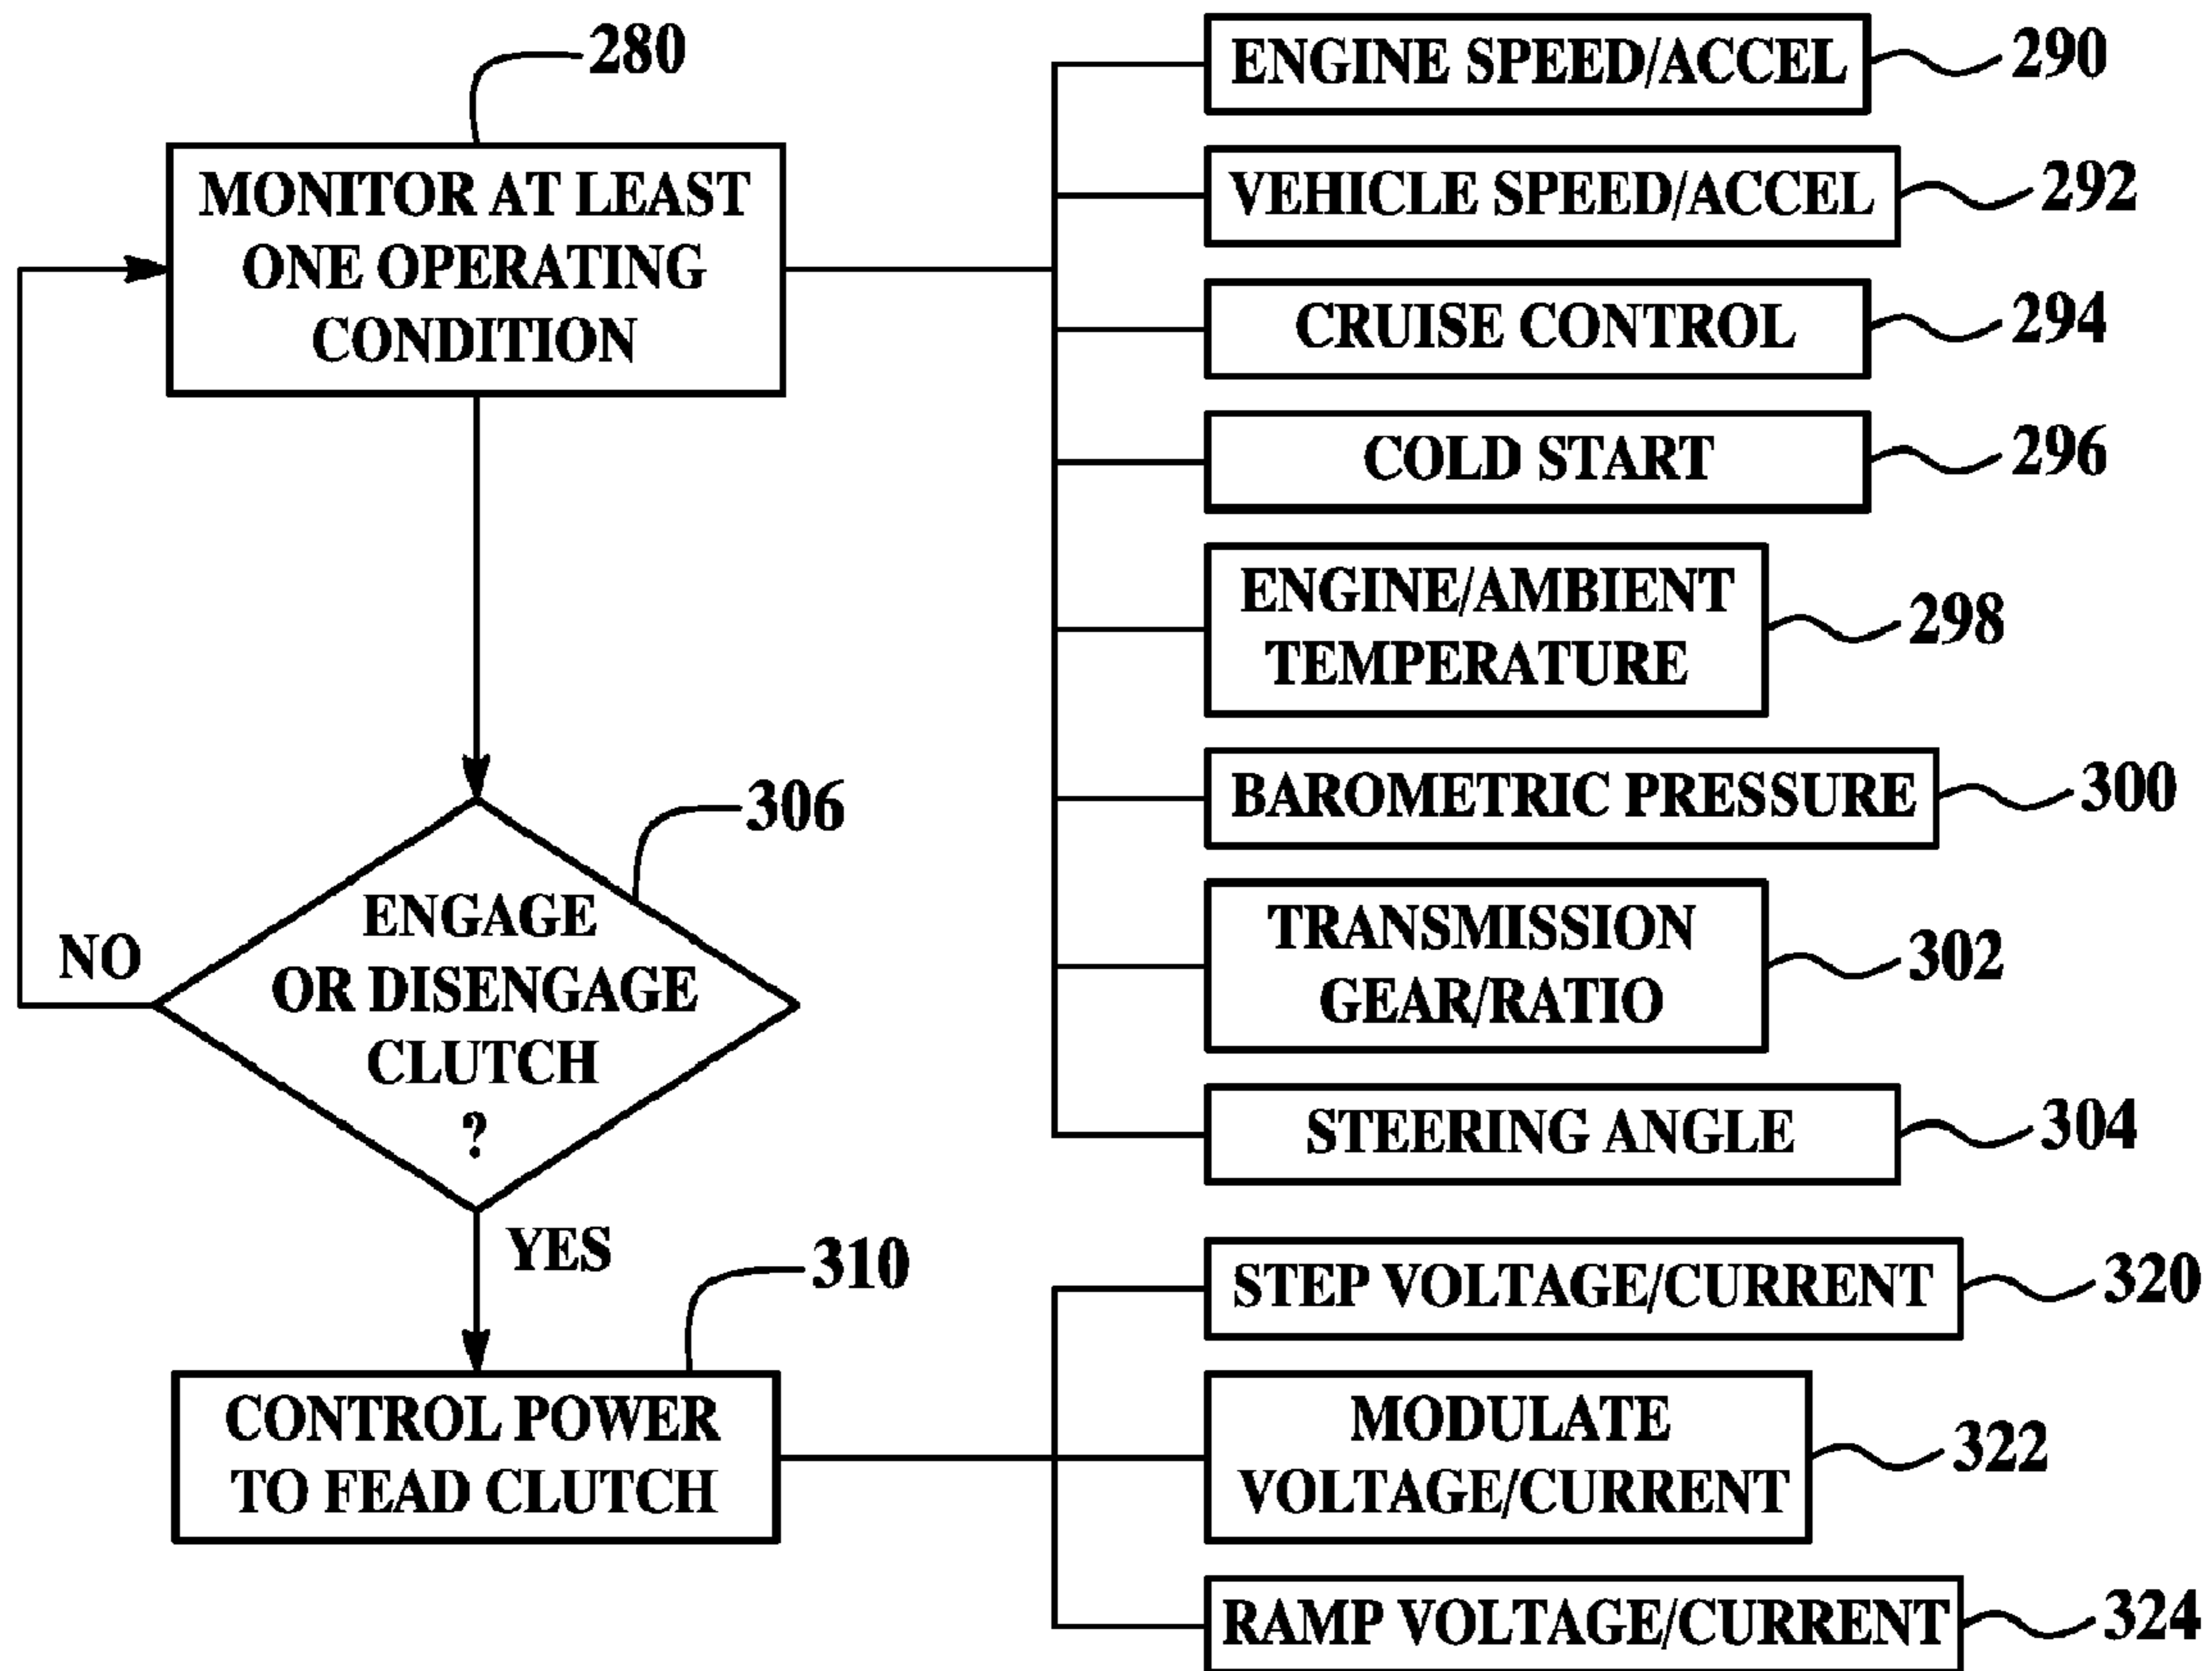 280
MONITOR AT LEAST
ONE OPERATING
CONDITION
ENGINE SPEED/ACCEL
290
VEHICLE SPEED/ACCEL
292
CRUISE CONTROL
294
COLD START
296
ENGINE/AMBIENT
TEMPERATURE
298
BAROMETRIC PRESSURE
300
TRANSMISSION
GEAR/RATIO
302
STEERING ANGLE
304
306
ENGAGE
OR DISENGAGE
CLUTCH
?
NO
YES
310
CONTROL POWER
TO FEAD CLUTCH
STEP VOLTAGE/CURRENT
320
MODULATE
VOLTAGE/CURRENT
322
RAMP VOLTAGE/CURRENT
324